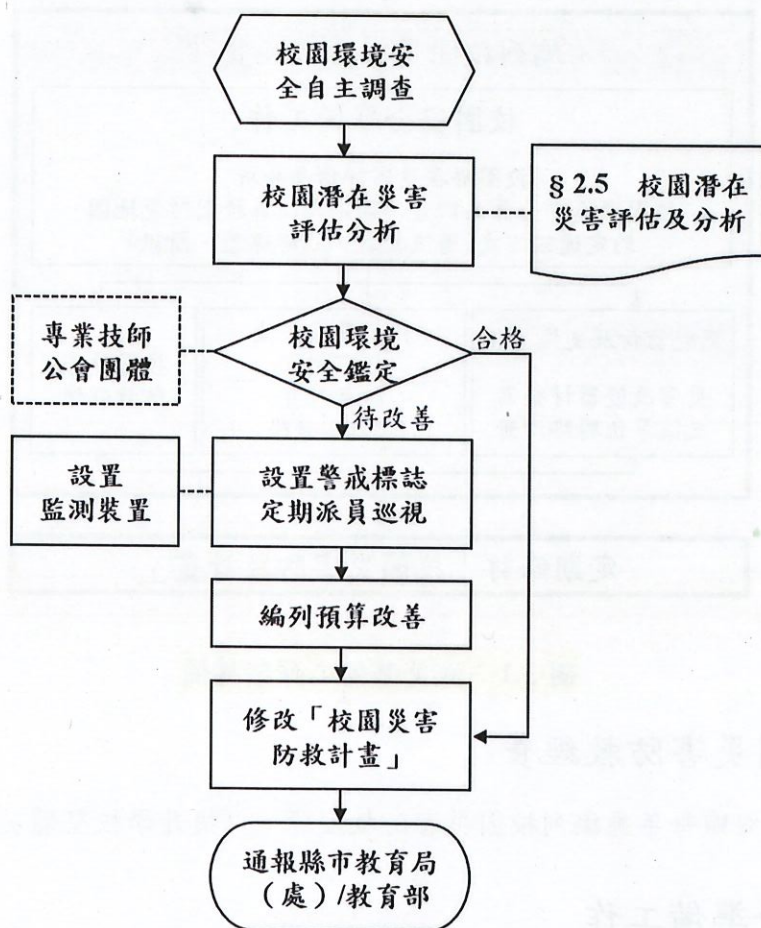 校園環境安
全自主調查
校園潛在災害
評估分析
§ 2.5 校園潛在
災害評估及分析
專業技師
公會團體
校園環境
安全鑑定
合格
待改善
設置
監測裝置
設置警戒標誌
定期派員巡視
編列預算改善
修改「校園災害
防救計畫」
通報縣市教育局
（處）/教育部